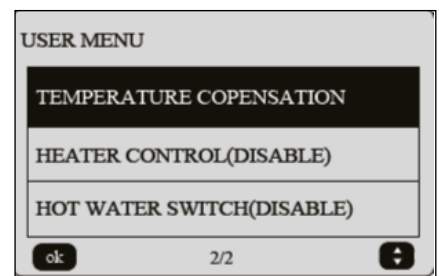 USER MENU
TEMPERATURE COPENSATION
HEATER CONTROL(DISABLE)
HOT WATER SWITCH(DISABLE)
ok 2/2